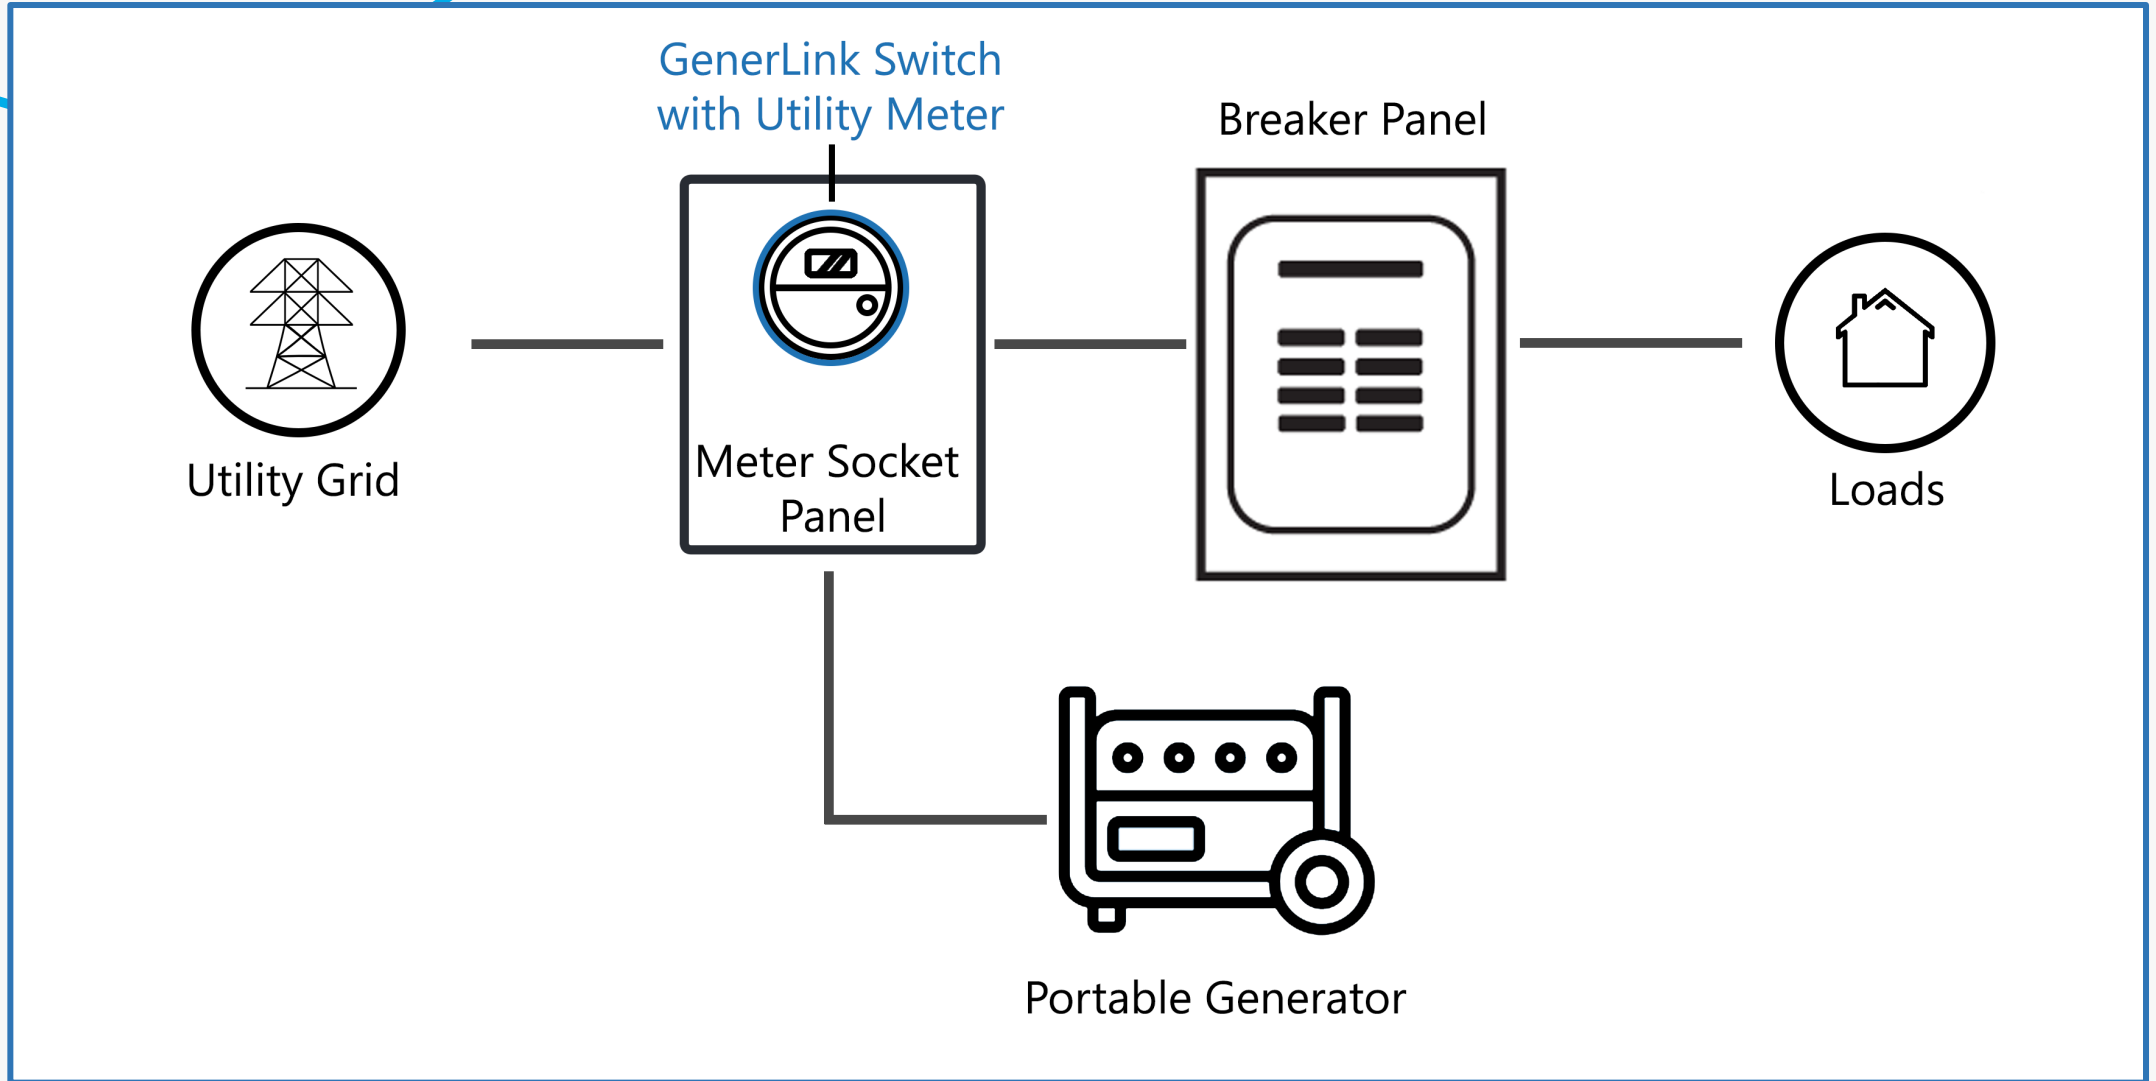 GenerLink Switch
with Utility Meter
Breaker Panel
Utility Grid
Meter Socket
Panel
Loads
Portable Generator